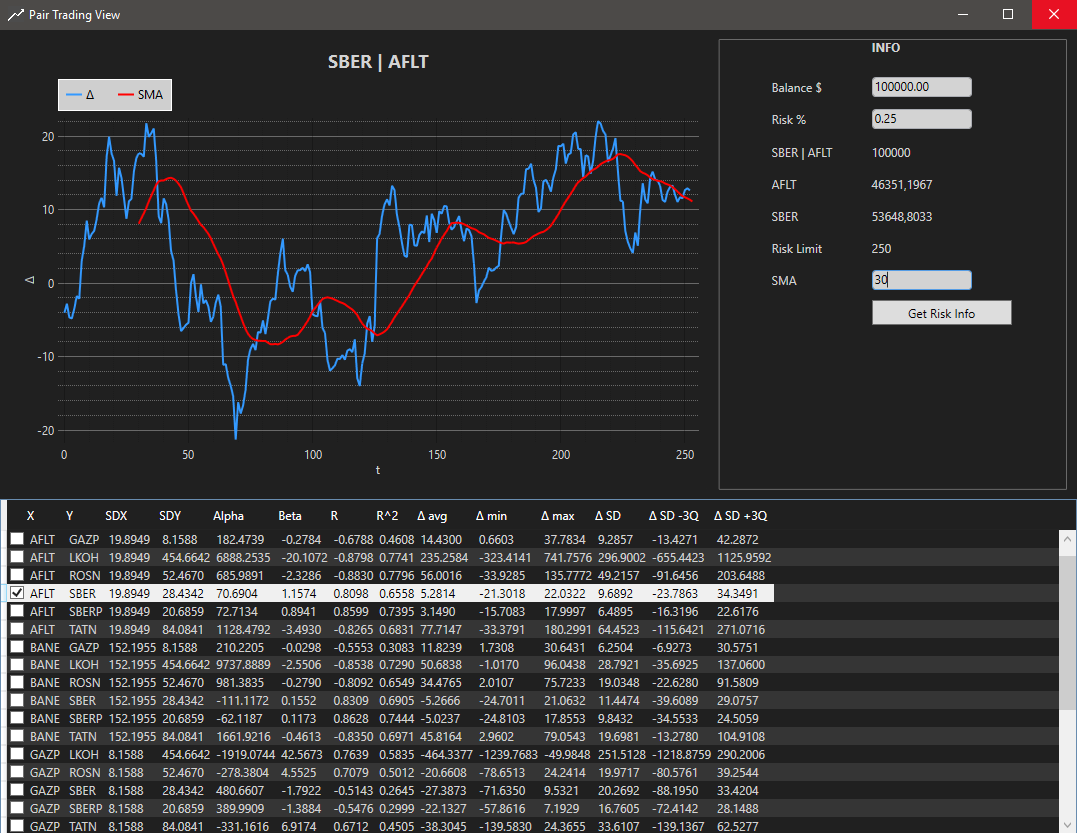 Pair Trading View
SBER | AFLT
Δ SMA
20
10
0
-10
-20
Δ
0 50 100 150 200 250
t
INFO
Balance $ 100000.00
Risk % 0.25
SBER | AFLT 100000
AFLT 46351,1967
SBER 53648,8033
Risk Limit 250
SMA 30
Get Risk Info
X Y SDX SDY Alpha Beta R R^2 Δ avg Δ min Δ max Δ SD Δ SD -3Q Δ SD +3Q
AFLT GAZP 19.8949 8.1588 182.4739 -0.2784 -0.6788 0.4608 14.4300 0.6603 37.7834 9.2857 -13.4271 42.2872
AFLT LKOH 19.8949 454.6642 6888.2535 -20.1072 -0.8798 0.7741 235.2584 -323.4141 741.7576 296.9002 -655.4423 1125.9592
AFLT ROSN 19.8949 52.4670 685.9891 -2.3286 -0.8830 0.7796 56.0016 -33.9285 135.7772 49.2157 -91.6456 203.6488
AFLT SBER 19.8949 28.4342 70.6904 1.1574 0.8098 0.6558 5.2814 -21.3018 22.0322 9.6892 -23.7863 34.3491
AFLT SBERP 19.8949 20.6859 72.7134 0.8941 0.8599 0.7395 3.1490 -15.7083 17.9997 6.4895 -16.3196 22.6176
AFLT TATN 19.8949 84.0841 1128.4792 -3.4930 -0.8265 0.6831 77.7147 -33.3791 180.2991 64.4523 -115.6421 271.0716
BANE GAZP 152.1955 8.1588 210.2205 -0.0298 -0.5553 0.3083 11.8239 1.7308 30.6431 6.2504 -6.9273 30.5751
BANE LKOH 152.1955 454.6642 9737.8889 -2.5506 -0.8538 0.7290 50.6838 -1.0170 96.0438 28.7921 -35.6925 137.0600
BANE ROSN 152.1955 52.4670 981.3835 -0.2790 -0.8092 0.6549 34.4765 2.0107 75.7233 19.0348 -22.6280 91.5809
BANE SBER 152.1955 28.4342 -111.1172 0.1552 0.8309 0.6905 -5.2666 -24.7011 21.0632 11.4474 -39.6089 29.0757
BANE SBERP 152.1955 20.6859 -62.1187 0.1173 0.8628 0.7444 -5.0237 -24.8103 17.8553 9.8432 -34.5533 24.5059
BANE TATN 152.1955 84.0841 1661.9216 -0.4613 -0.8350 0.6971 45.8164 2.9602 79.0543 19.6981 -13.2780 104.9108
GAZP LKOH 8.1588 454.6642 -1919.0744 42.5673 0.7639 0.5835 -464.3377 -1239.7683 -49.9848 251.5128 -1218.8759 290.2006
GAZP ROSN 8.1588 52.4670 -278.3804 4.5525 0.7079 0.5012 -20.6608 -78.6513 24.2414 19.9717 -80.5761 39.2544
GAZP SBER 8.1588 28.4342 480.6607 -1.7922 -0.5143 0.2645 -27.3873 -71.6350 9.5321 20.2692 -88.1950 33.4204
GAZP SBERP 8.1588 20.6859 389.9909 -1.3884 -0.5476 0.2999 -22.1327 -57.8616 7.1929 16.7605 -72.4142 28.1488
GAZP TATN 8.1588 84.0841 -331.1616 6.9174 0.6712 0.4505 -38.3045 -139.5830 24.3655 33.6107 -139.1367 62.5277